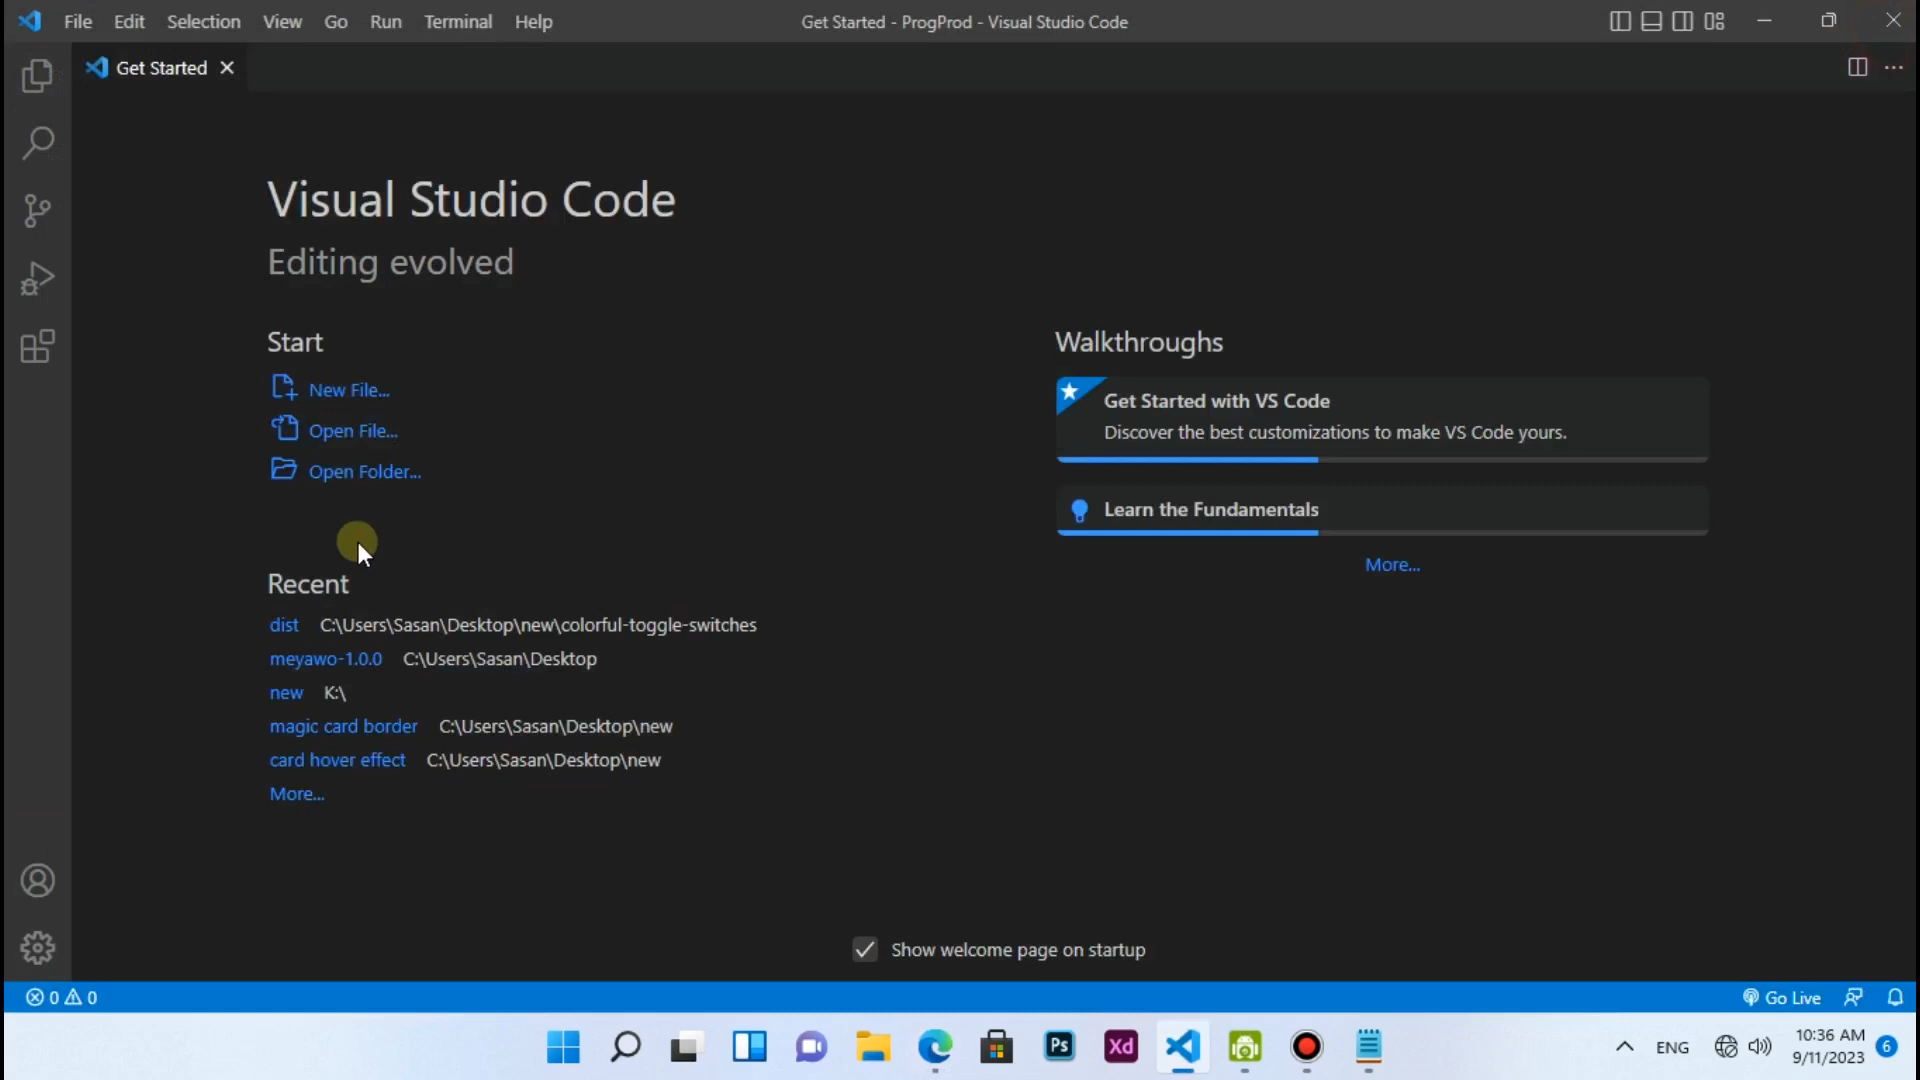 File Edit Selection View Go Run Terminal Help
Get Started - ProgProd - Visual Studio Code
Get Started
Visual Studio Code
Editing evolved
Start
New File...
Open File...
Open Folder...
Recent
dist C:\Users\Sasan\Desktop\new\colorful-toggle-switches
meyawo-1.0.0 C:\Users\Sasan\Desktop
new K:\
magic card border C:\Users\Sasan\Desktop\new
card hover effect C:\Users\Sasan\Desktop\new
More...
Walkthroughs
Get Started with VS Code
Discover the best customizations to make VS Code yours.
Learn the Fundamentals
More...
Show welcome page on startup
0 0
Go Live
Ps
Xd
ENG
10:36 AM
9/11/2023
6